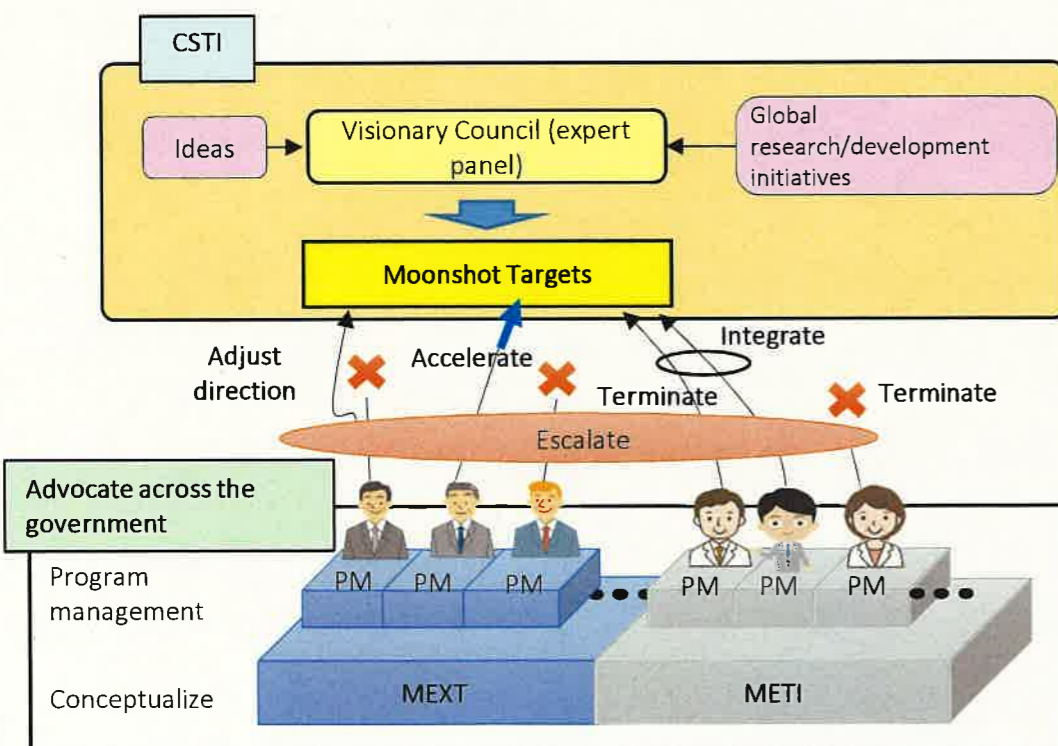 CSTI
Ideas
Visionary Council (expert
panel)
Global
research/development
initiatives
Moonshot Targets
Adjust
direction
Accelerate
Terminate
Integrate
Terminate
Escalate
Advocate across the
government
Program
management
PM
PM
PM
PM
PM
PM
Conceptualize
MEXT
METI